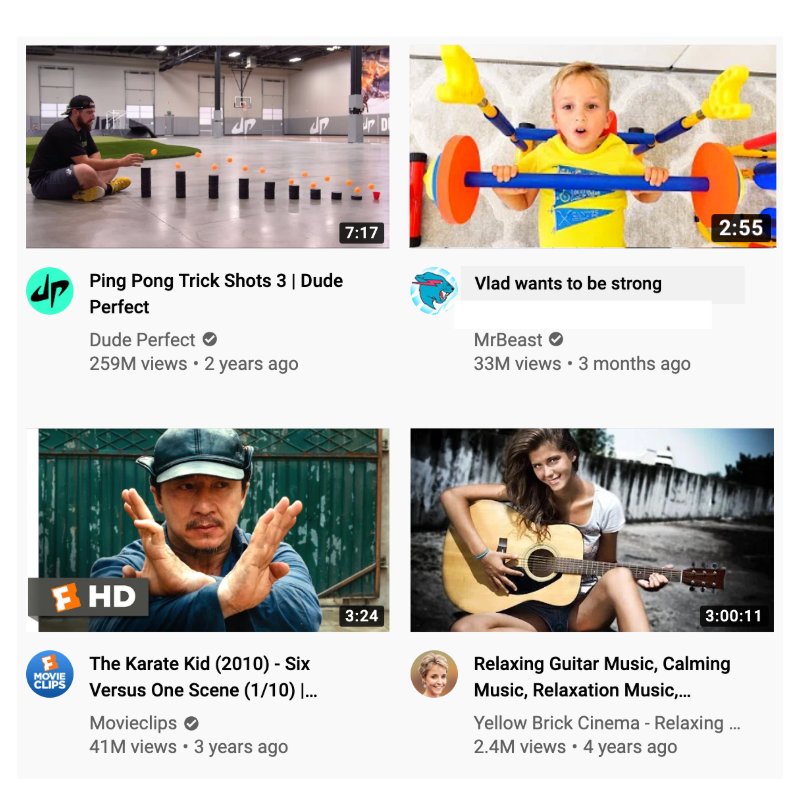 7:17
2:55
dp
Ping Pong Trick Shots 3 | Dude
Perfect
Dude Perfect
259M views • 2 years ago
Vlad wants to be strong
MrBeast
33M views • 3 months ago
HD
3:24
3:00:11
MOVIE
CLIPS
The Karate Kid (2010) - Six
Versus One Scene (1/10) |...
Movieclips
41M views • 3 years ago
Relaxing Guitar Music, Calming
Music, Relaxation Music,...
Yellow Brick Cinema - Relaxing ...
2.4M views • 4 years ago